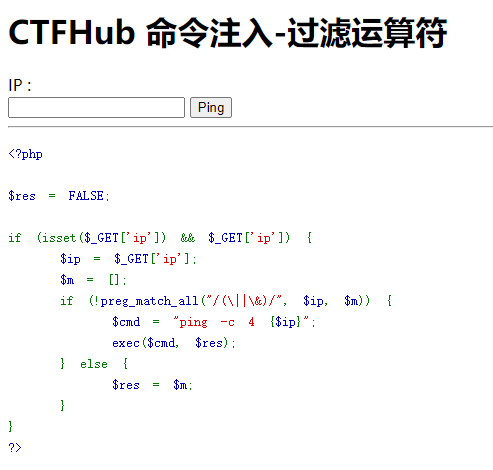 CTFHub 命令注入-过滤运算符
IP :
Ping
<?php
$res = FALSE;
if (isset($_GET['ip']) && $_GET['ip']) {
$ip = $_GET['ip'];
$m = [];
if (!preg_match_all("/(\||\&)/", $ip, $m)) {
$cmd = "ping -c 4 {$ip}";
exec($cmd, $res);
} else {
$res = $m;
}
}
?>